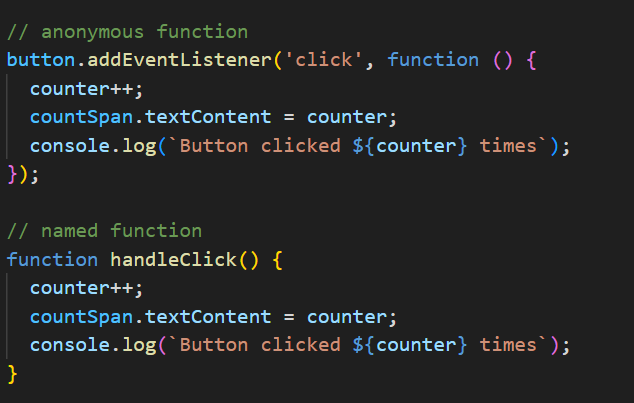 // anonymous function
button.addEventListener('click', function () {
  counter++;
  countSpan.textContent = counter;
  console.log(`Button clicked ${counter} times`);
});

// named function
function handleClick() {
  counter++;
  countSpan.textContent = counter;
  console.log(`Button clicked ${counter} times`);
}